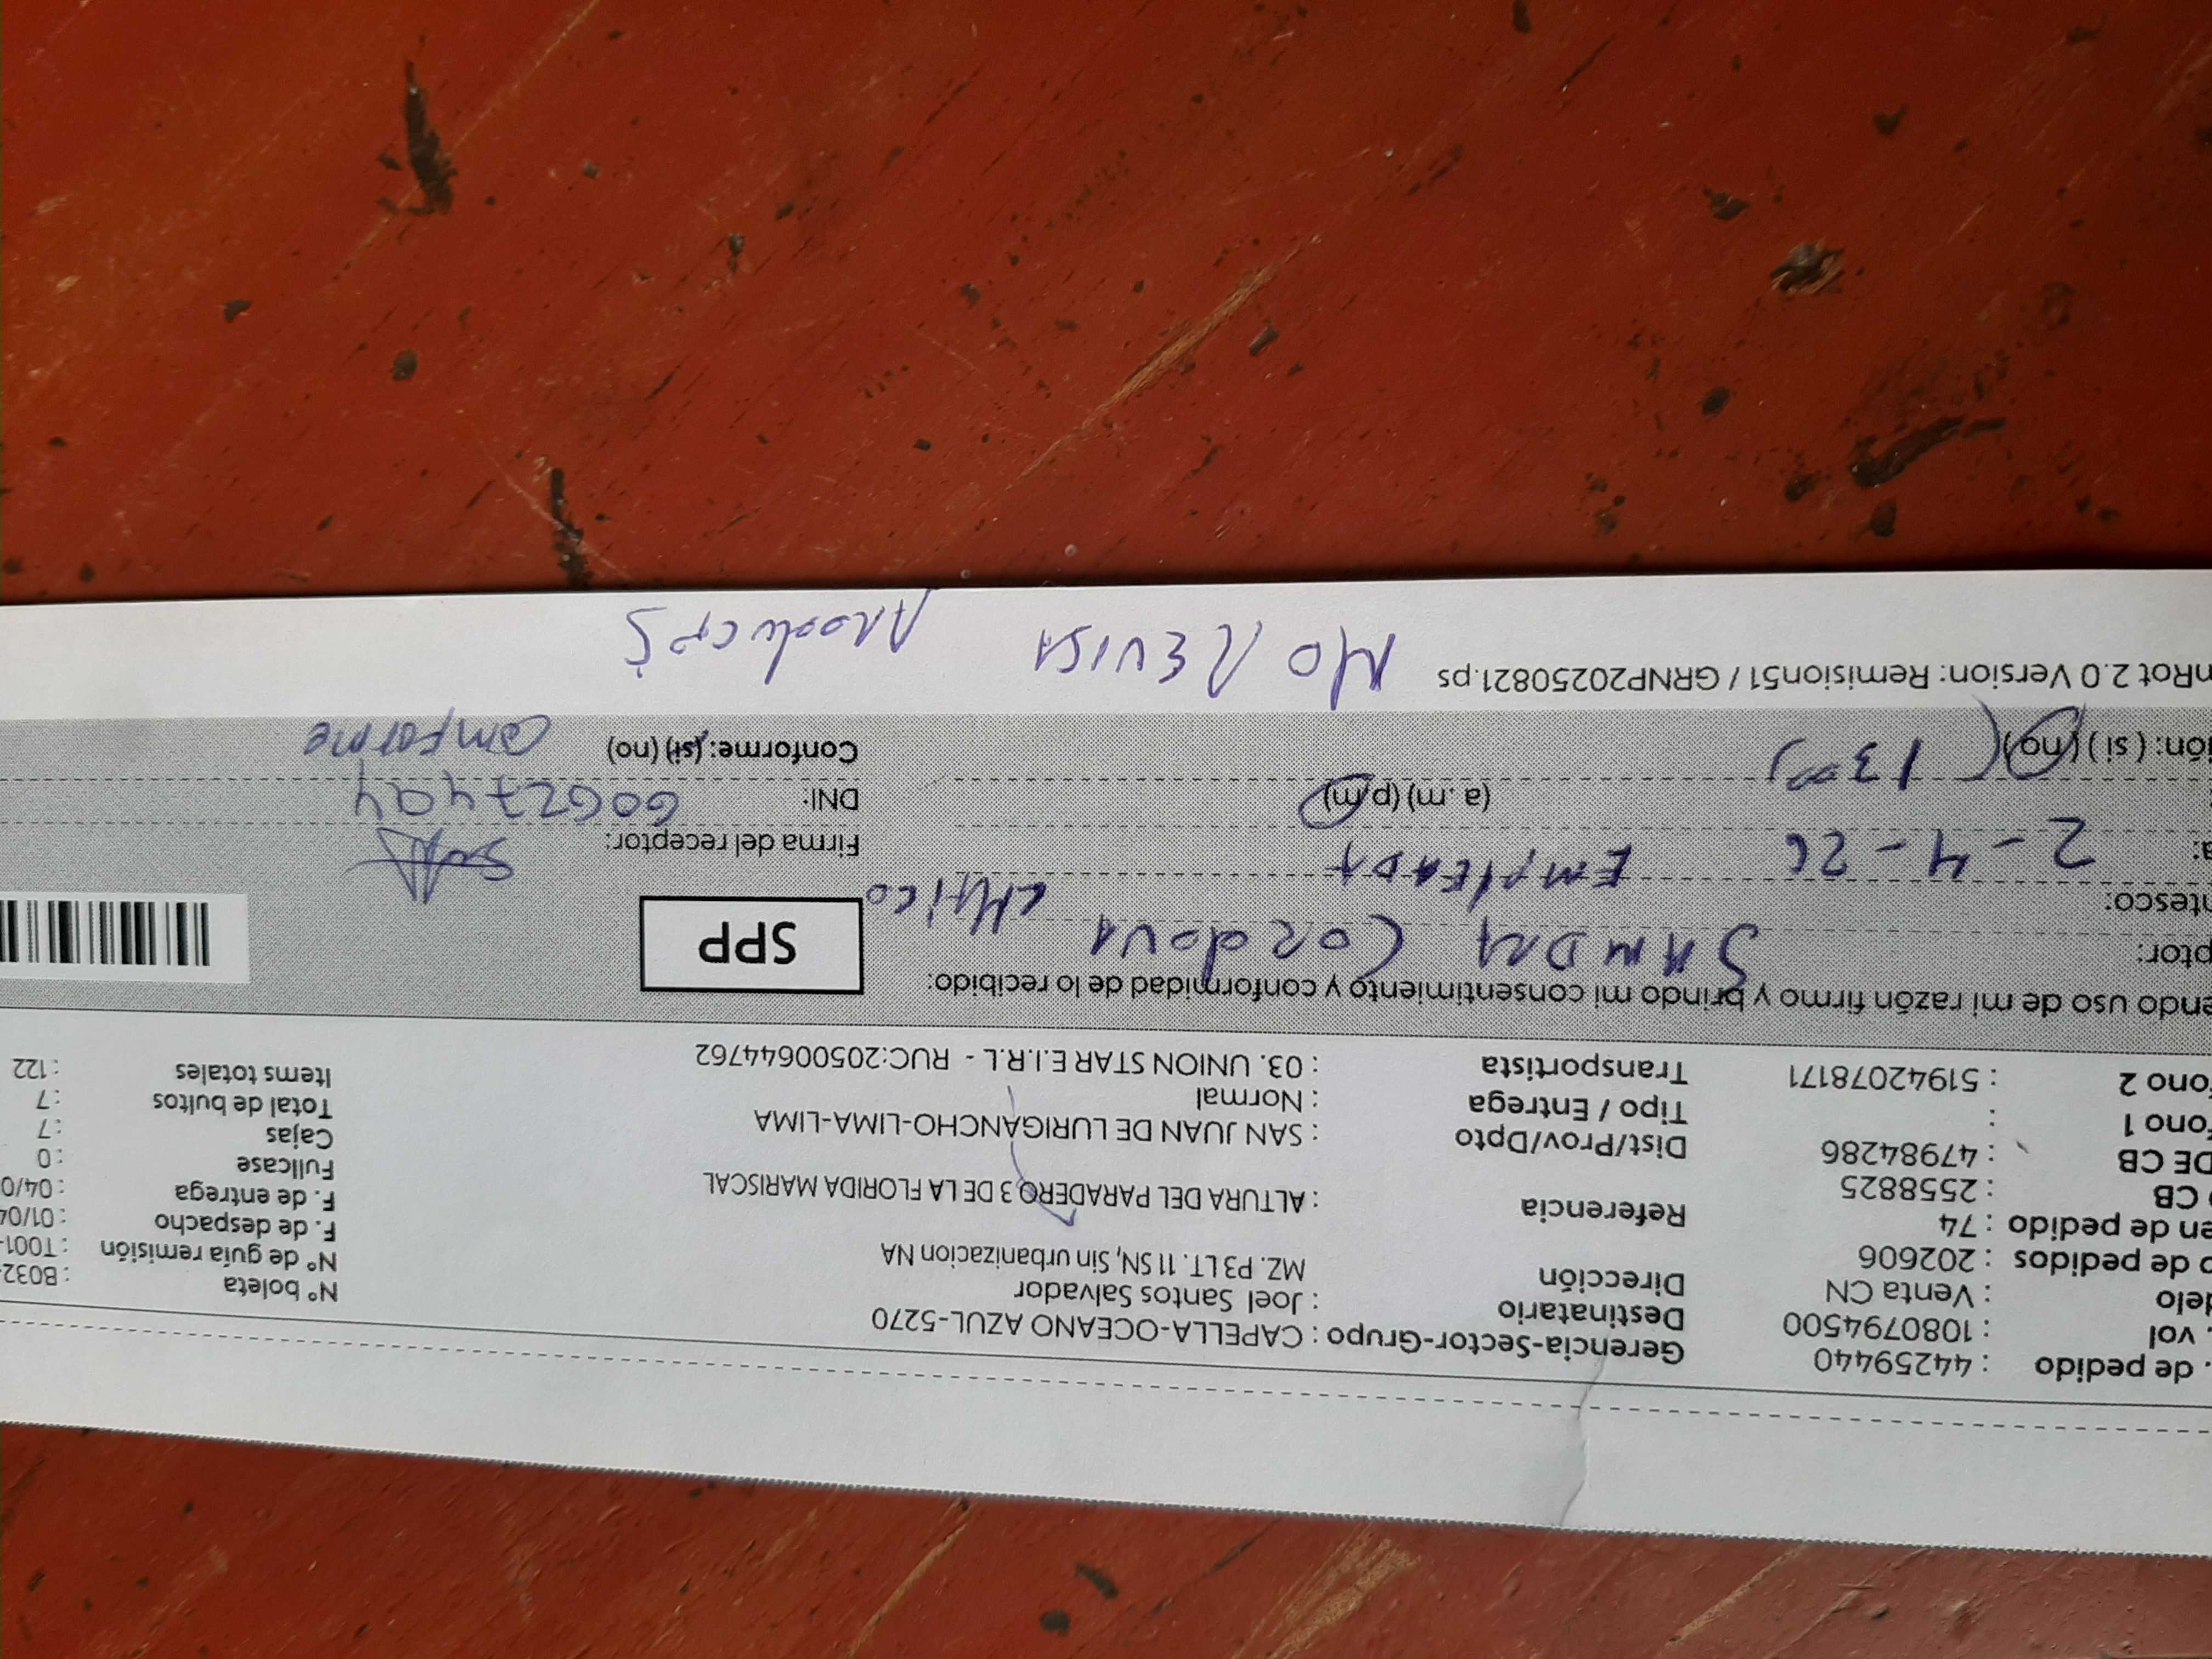 . de pedido : 44259440 Gerencia-Sector-Grupo : CAPELLA-OCEANO AZUL-5270
. vol : 1080794500 Destinatario : Joel Santos Salvador Nº boleta : B032-
delo : Venta CN Dirección MZ. P3 LT. 11 SN, Sin urbanizacion NA Nº de guía remisión : T001-
o de pedidos : 202606 F. de despacho : 01/04
en de pedido : 74 Referencia : ALTURA DEL PARADERO 3 DE LA FLORIDA MARISCAL F. de entrega : 04/0
o CB : 2558825 Fullcase : 0
DE CB : 47984286 Dist/Prov/Dpto : SAN JUAN DE LURIGANCHO-LIMA-LIMA Cajas : 7
fono 1 : Tipo / Entrega : Normal Total de bultos : 7
fono 2 : 51942078171 Transportista : 03. UNION STAR E.I.R.L - RUC:20500644762 Items totales : 122
endo uso de mi razón firmo y brindo mi consentimiento y conformidad de lo recibido:
ptor: SANDRA CORdOVA SPP
ntesco: EMPLEADA
a: 2-4-26 (a. m) (p.m) Firma del receptor:
DNI: 60627494
ión: ( si ) (no) (1300) Conforme: (si) (no) CONFORME
nRot 2.0 Version: Remision51 / GRNP20250821.ps NO REVISA